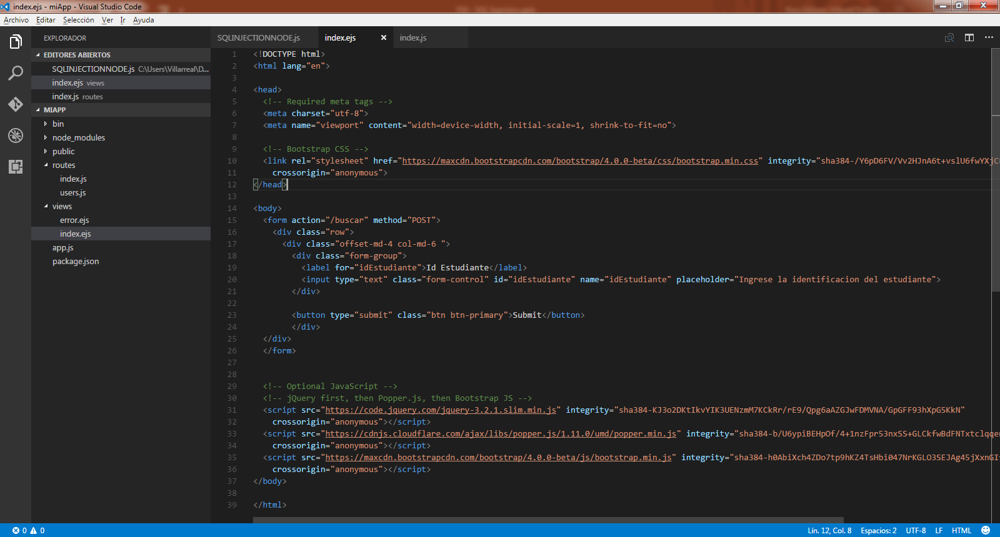 index.ejs - miApp - Visual Studio Code
Archivo Editar Selección Ver Ir Ayuda
EXPLORADOR
EDITORES ABIERTOS
SQLINJECTIONNODE.js C:\Users\Villarreal\D...
index.ejs views
index.js routes
MIAPP
bin
node_modules
public
routes
index.js
users.js
views
error.ejs
index.ejs
app.js
package.json
SQLINJECTIONNODE.js index.ejs index.js
1 <!DOCTYPE html>
2 <html lang="en">
3
4 <head>
5 <!-- Required meta tags -->
6 <meta charset="utf-8">
7 <meta name="viewport" content="width=device-width, initial-scale=1, shrink-to-fit=no">
8
9 <!-- Bootstrap CSS -->
10 <link rel="stylesheet" href="https://maxcdn.bootstrapcdn.com/bootstrap/4.0.0-beta/css/bootstrap.min.css" integrity="sha384-/Y6pD6FV/Vv2HJnA6t+vslU6fwYXjC
11 crossorigin="anonymous">
12 </head>
13
14 <body>
15 <form action="/buscar" method="POST">
16 <div class="row">
17 <div class="offset-md-4 col-md-6 ">
18 <div class="form-group">
19 <label for="idEstudiante">Id Estudiante</label>
20 <input type="text" class="form-control" id="idEstudiante" name="idEstudiante" placeholder="Ingrese la identificacion del estudiante">
21 </div>
22
23 <button type="submit" class="btn btn-primary">Submit</button>
24 </div>
25 </div>
26 </form>
27
28
29 <!-- Optional JavaScript -->
30 <!-- jQuery first, then Popper.js, then Bootstrap JS -->
31 <script src="https://code.jquery.com/jquery-3.2.1.slim.min.js" integrity="sha384-KJ3o2DKtIkvYIK3UENzmM7KCkRr/rE9/Qpg6aAZGJwFDMVNA/GpGFF93hXpG5KkN"
32 crossorigin="anonymous"></script>
33 <script src="https://cdnjs.cloudflare.com/ajax/libs/popper.js/1.11.0/umd/popper.min.js" integrity="sha384-b/U6ypiBEHpOf/4+1nzFpr53nxSS+GLCkfwBdFNTxtclqqe
34 crossorigin="anonymous"></script>
35 <script src="https://maxcdn.bootstrapcdn.com/bootstrap/4.0.0-beta/js/bootstrap.min.js" integrity="sha384-h0AbiXch4ZDo7tp9hKZ4TsHbi047NrKGLO3SEJAg45jXxnGI
36 crossorigin="anonymous"></script>
37 </body>
38
39 </html>
0 0 Lín. 12, Col. 8 Espacios: 2 UTF-8 LF HTML